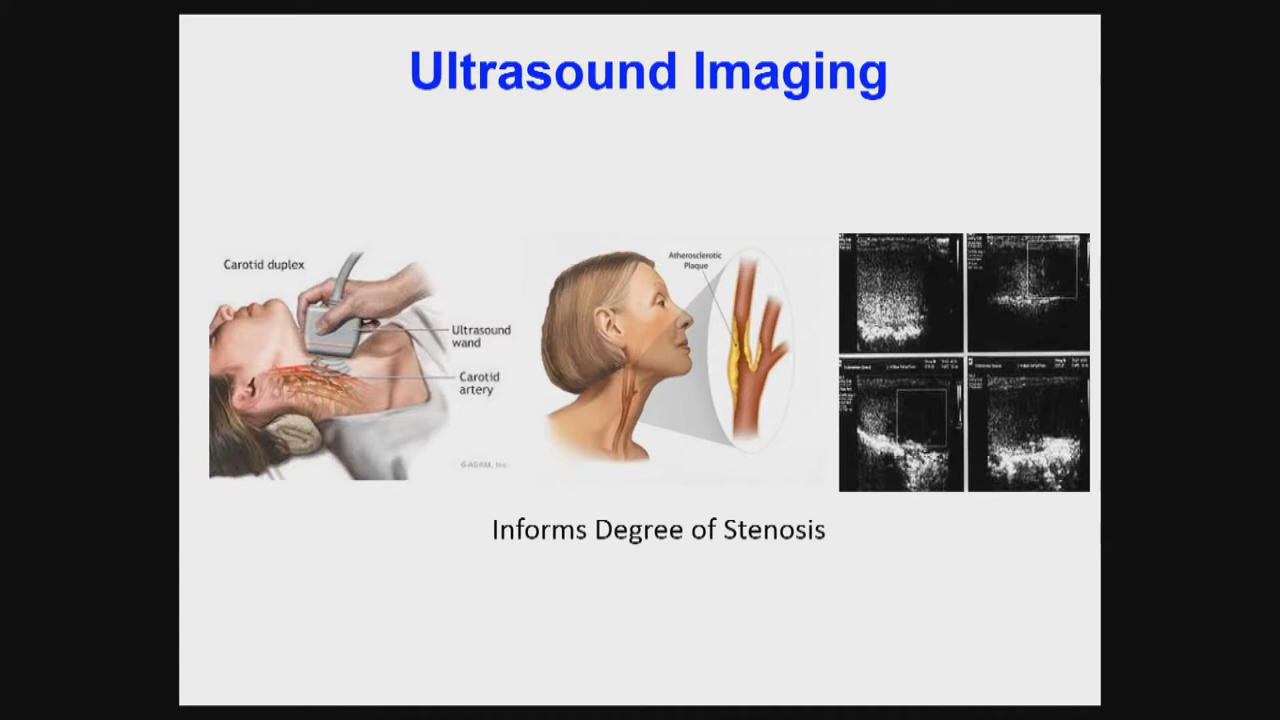 Ultrasound Imaging
Carotid duplex
Ultrasound
wand
Carotid
artery
Atherosclerotic
Plaque
Informs Degree of Stenosis